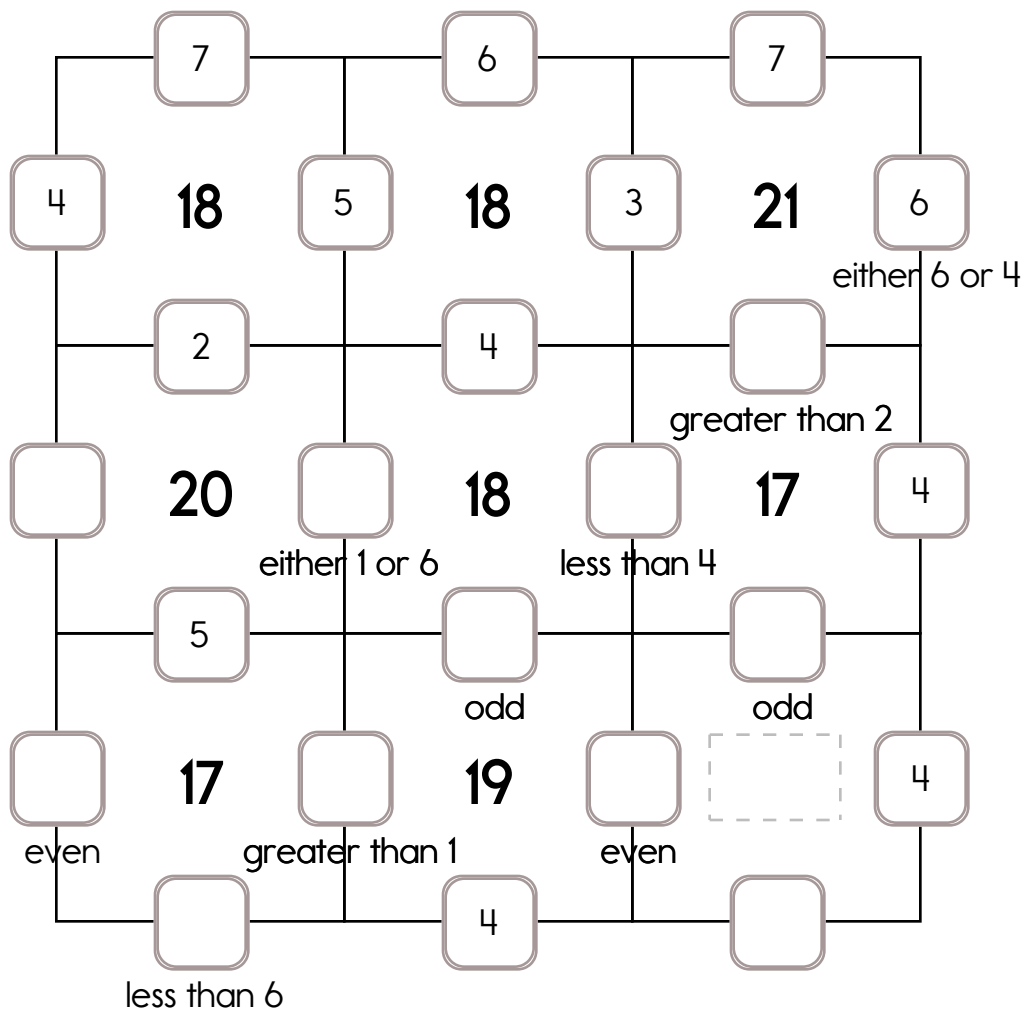 7 6 7
4 18 5 18 3 21 6
either 6 or 4
2 4
greater than 2
20 18 17 4
either 1 or 6 less than 4
5
odd odd
17 19 4
even greater than 1 even
4
less than 6